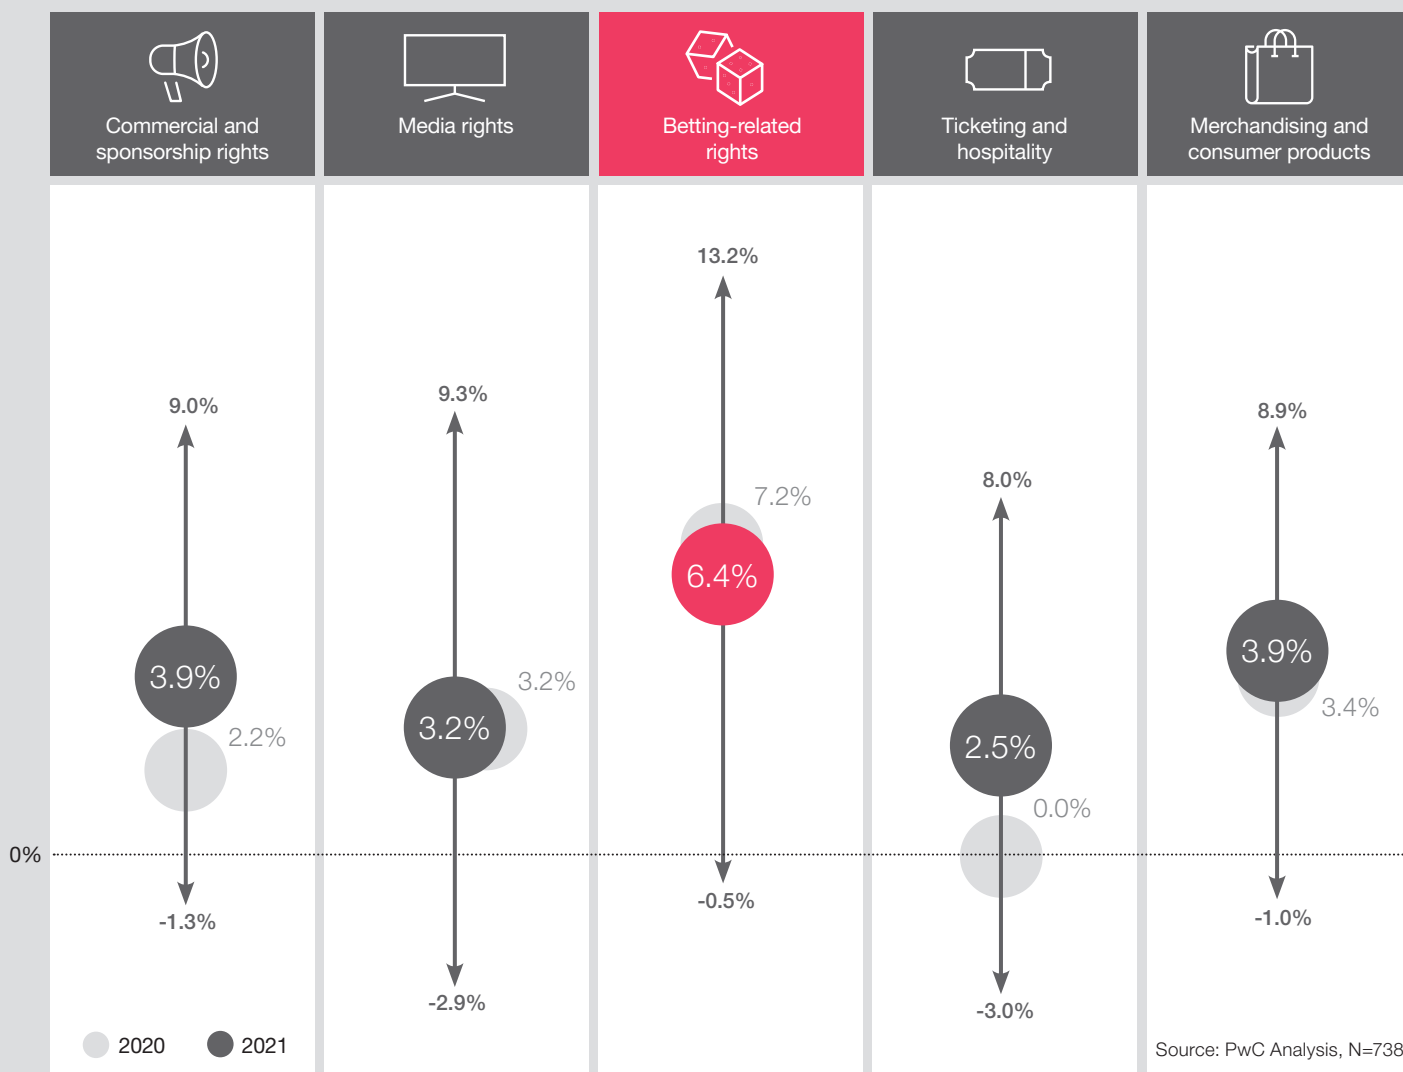 Commercial and
sponsorship rights
Media rights
Betting-related
rights
Ticketing and
hospitality
Merchandising and
consumer products
9.0%
3.9%
2.2%
-1.3%
9.3%
3.2%
3.2%
-2.9%
13.2%
7.2%
6.4%
-0.5%
8.0%
2.5%
0.0%
-3.0%
8.9%
3.9%
3.4%
-1.0%
0%
2020
2021
Source: PwC Analysis, N=738